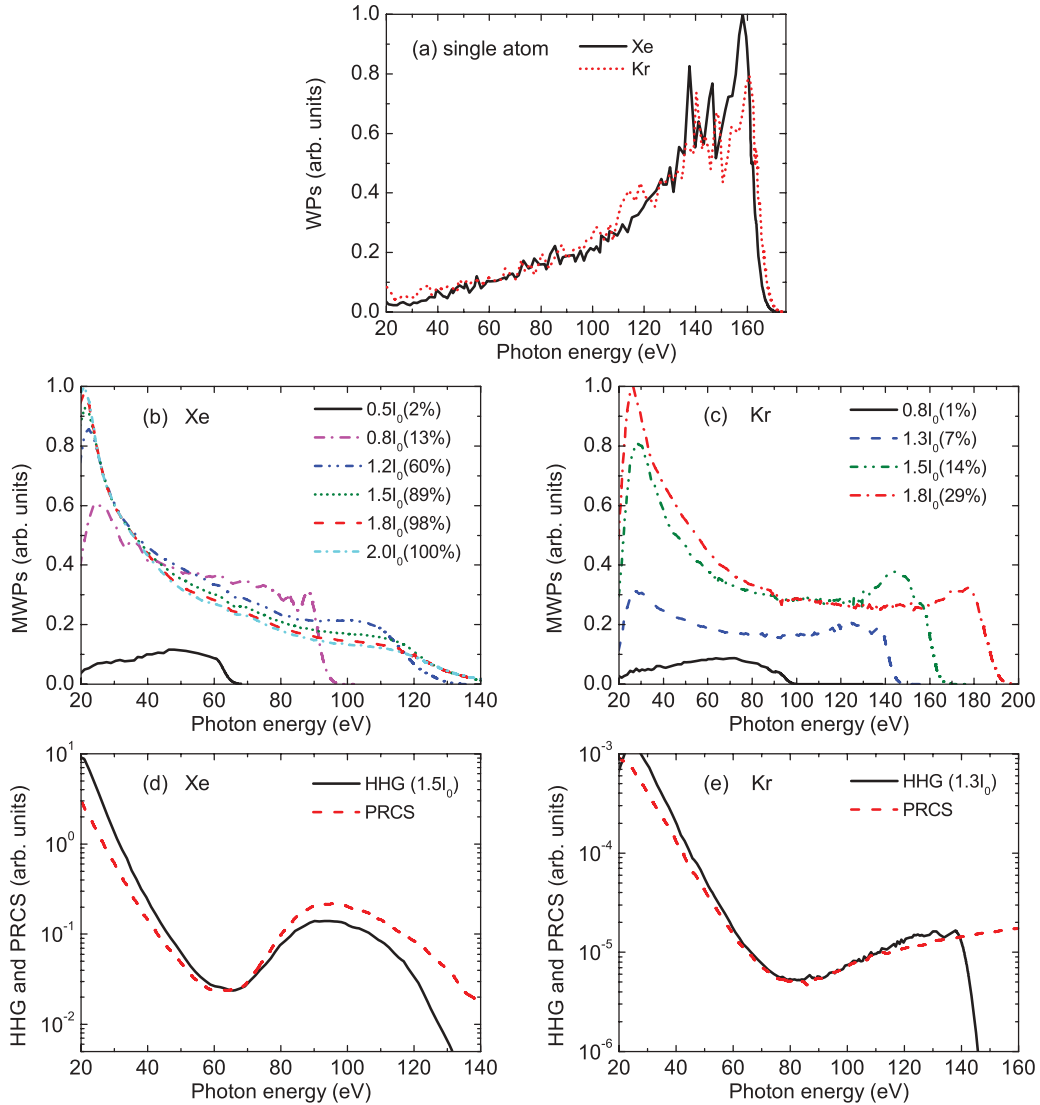 (a) single atom
Xe
Kr
WPs (arb. units)
1.0
0.8
0.6
0.4
0.2
0.0
20 40 60 80 100 120 140 160
Photon energy (eV)
(b) Xe
0.5I0(2%)
0.8I0(13%)
1.2I0(60%)
1.5I0(89%)
1.8I0(98%)
2.0I0(100%)
MWPs (arb. units)
1.0
0.8
0.6
0.4
0.2
0.0
20 40 60 80 100 120 140
Photon energy (eV)
(c) Kr
0.8I0(1%)
1.3I0(7%)
1.5I0(14%)
1.8I0(29%)
MWPs (arb. units)
1.0
0.8
0.6
0.4
0.2
0.0
20 40 60 80 100 120 140 160 180 200
Photon energy (eV)
(d) Xe
HHG (1.5I0)
PRCS
HHG and PRCS (arb. units)
10^1
10^0
10^-1
10^-2
20 40 60 80 100 120 140
Photon energy (eV)
(e) Kr
HHG (1.3I0)
PRCS
HHG and PRCS (arb. units)
10^-3
10^-4
10^-5
10^-6
20 40 60 80 100 120 140 160
Photon energy (eV)